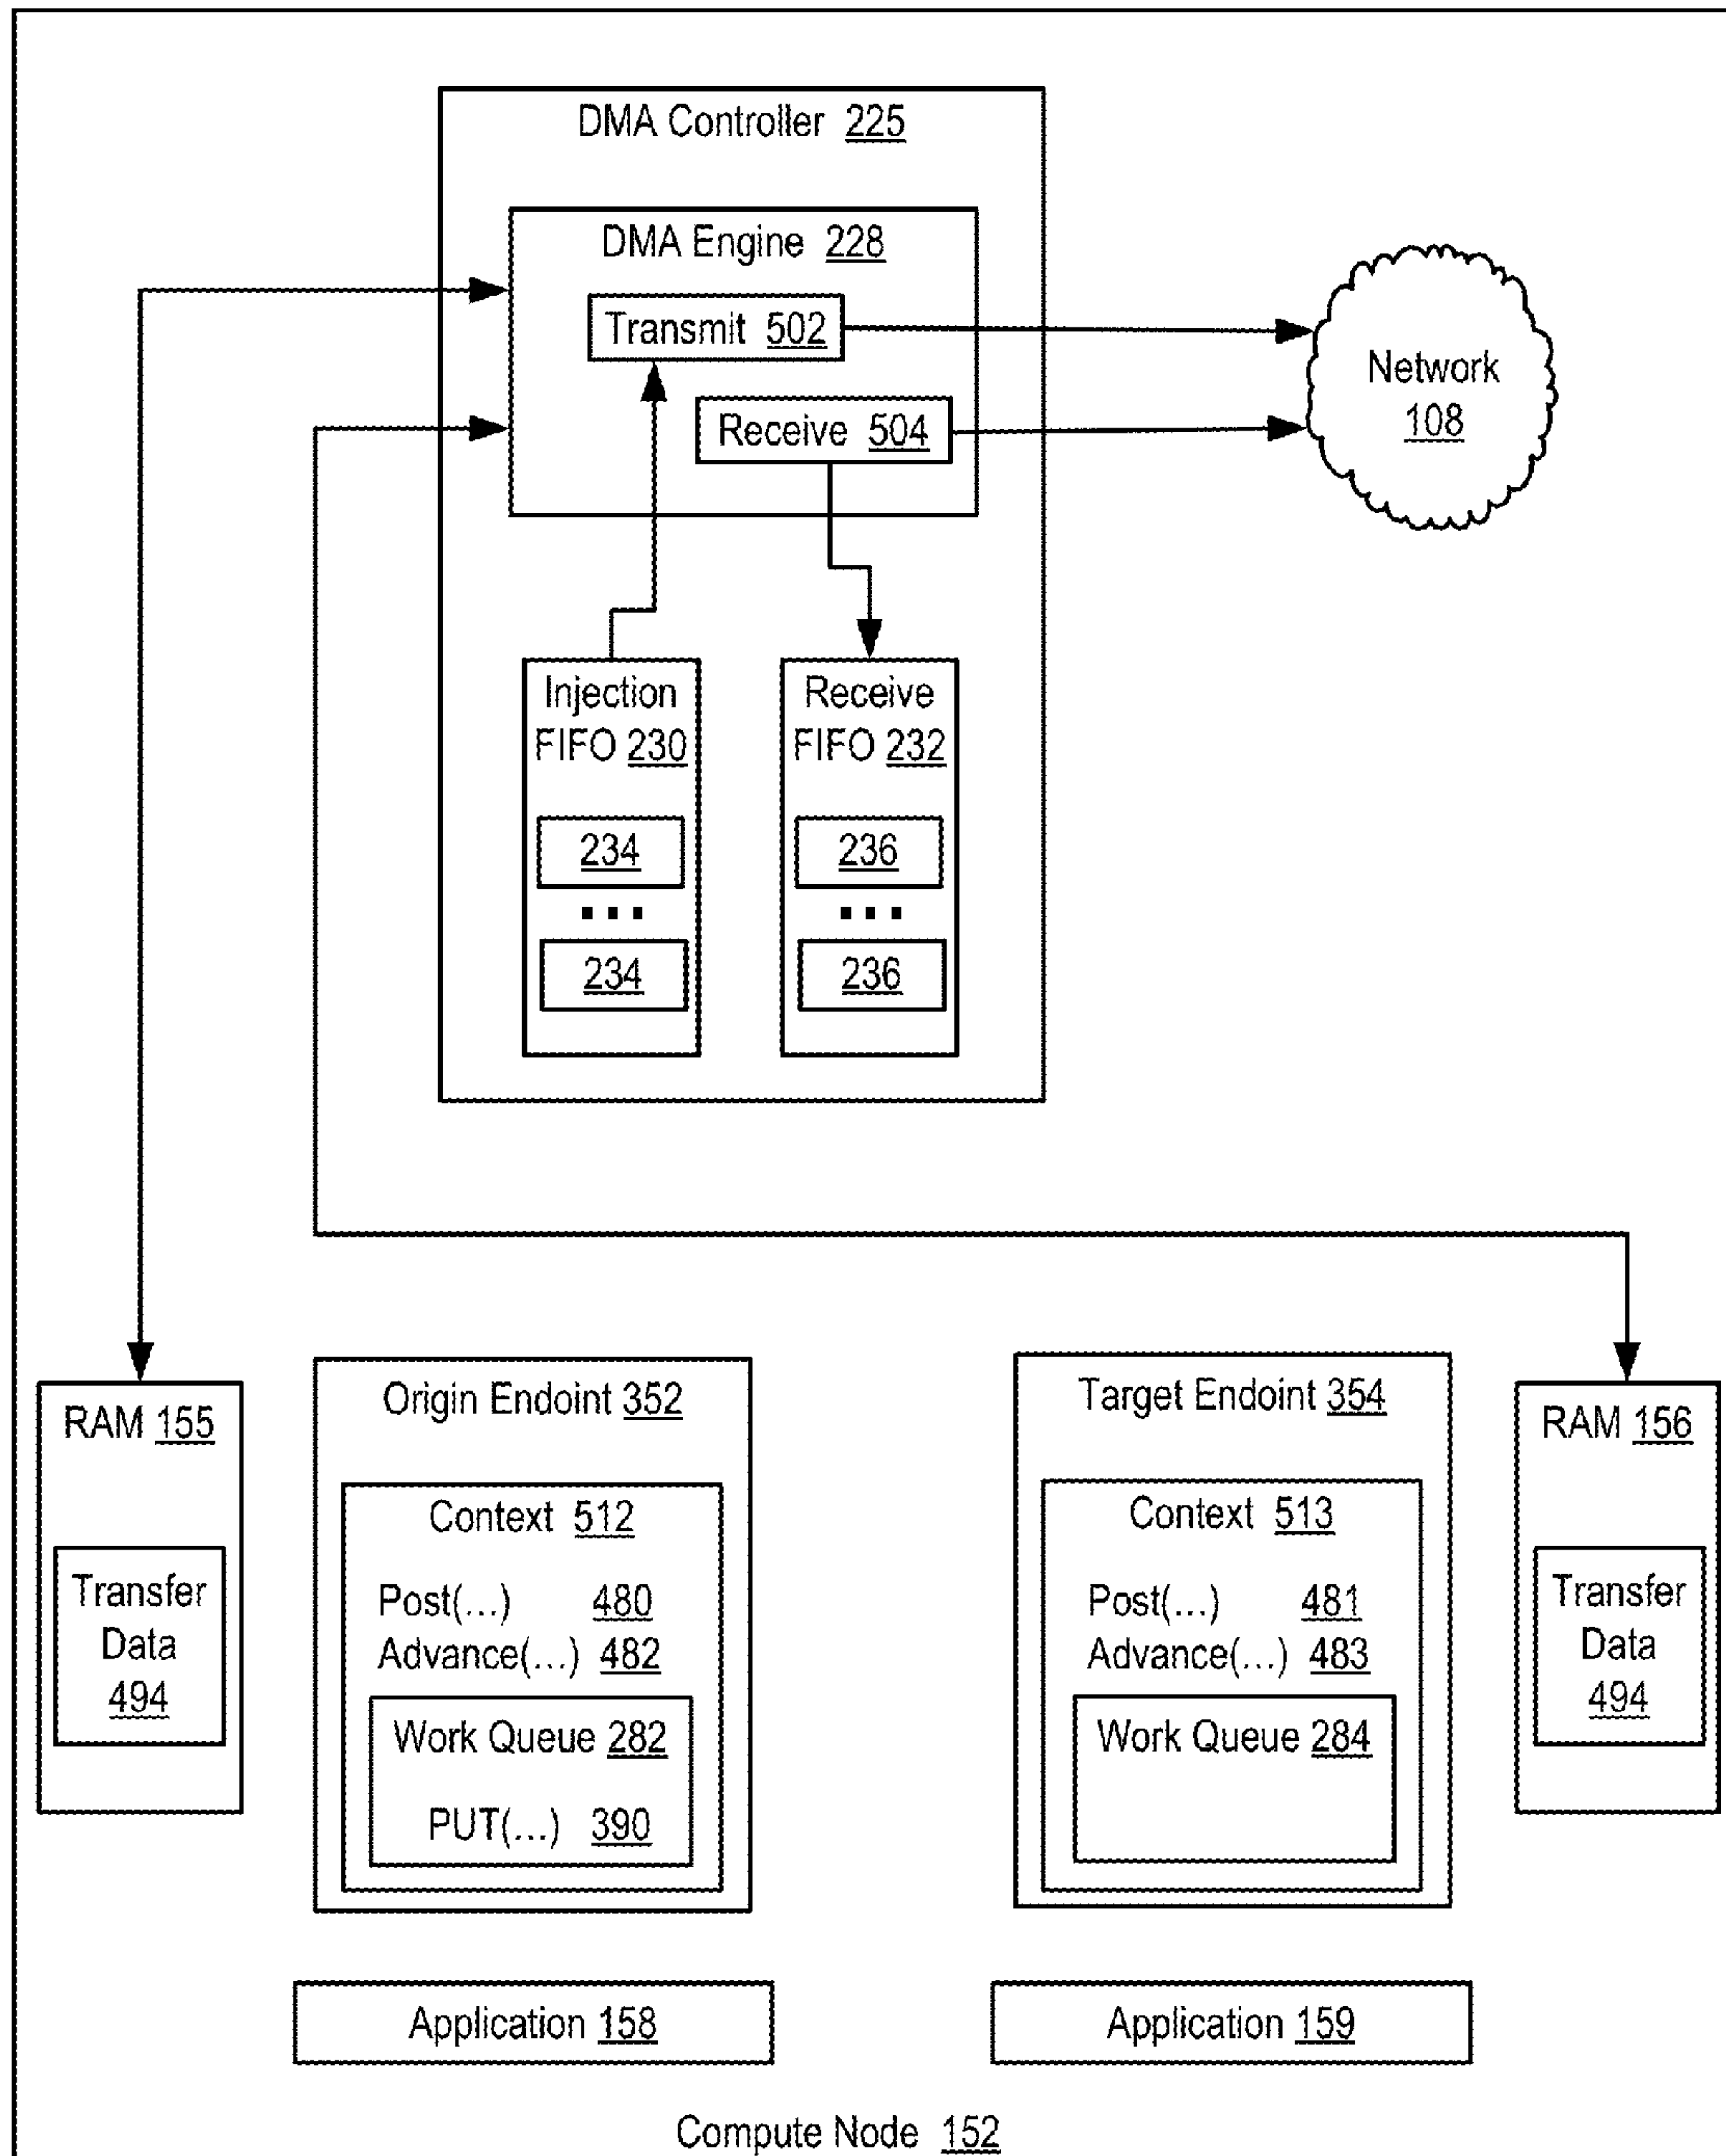 DMA Controller 225
DMA Engine 228
Transmit 502
Receive 504
Network
108
Injection
FIFO 230
234
...
234
Receive
FIFO 232
236
...
236
RAM 155
Transfer
Data
494
Origin Endoint 352
Context 512
Post(...) 480
Advance(...) 482
Work Queue 282
PUT(...) 390
Target Endoint 354
Context 513
Post(...) 481
Advance(...) 483
Work Queue 284
RAM 156
Transfer
Data
494
Application 158
Application 159
Compute Node 152